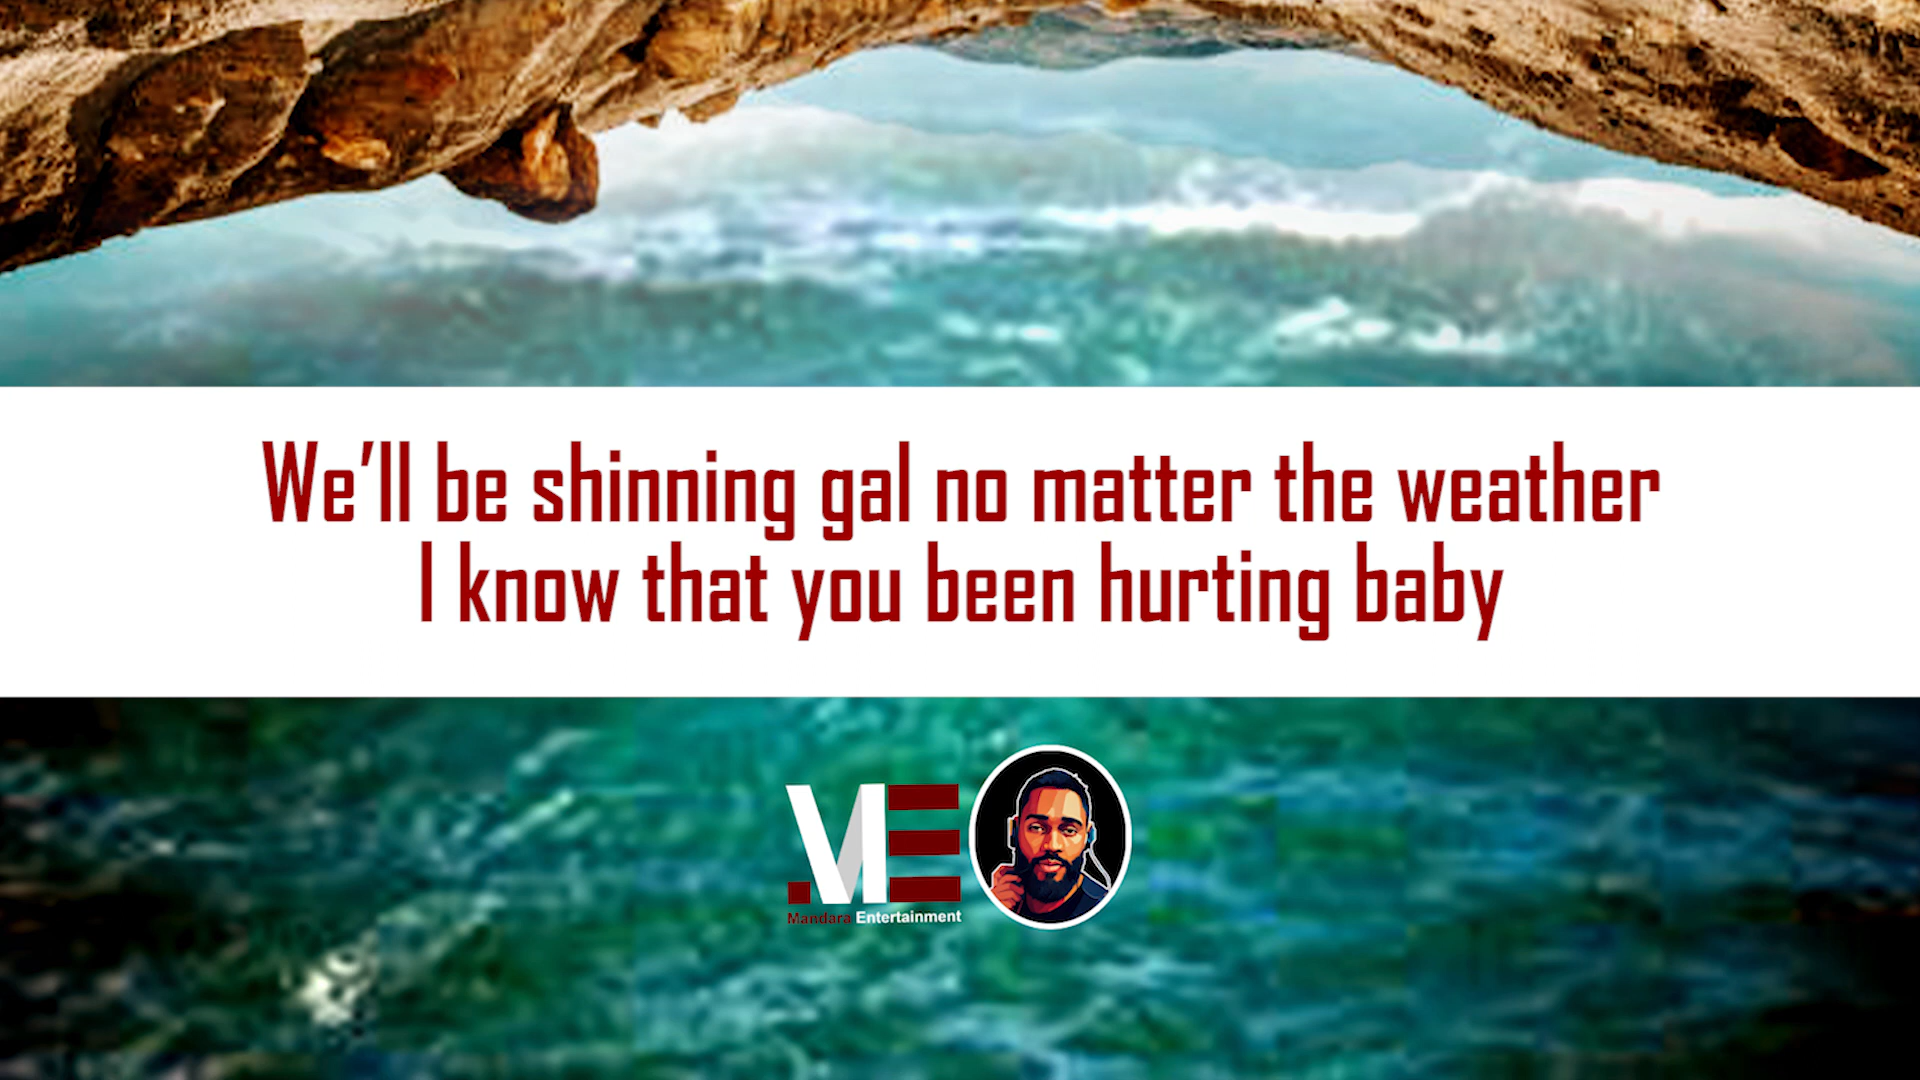 We’ll be shinning gal no matter the weather
I know that you been hurting baby
ME
Mandara Entertainment